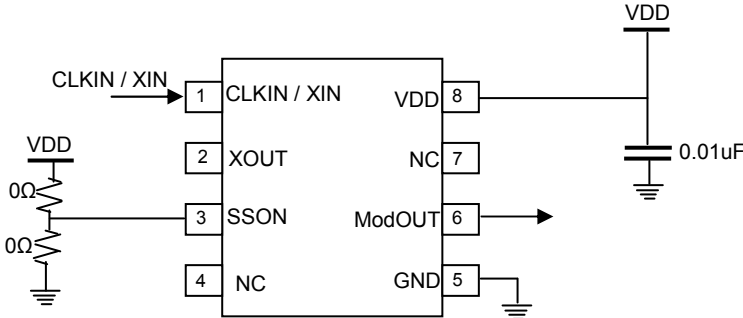 VDD
CLKIN / XIN
1 CLKIN / XIN
VDD 8
VDD
2 XOUT
NC 7
0.01uF
0Ω
3 SSON
ModOUT 6
0Ω
4 NC
GND 5